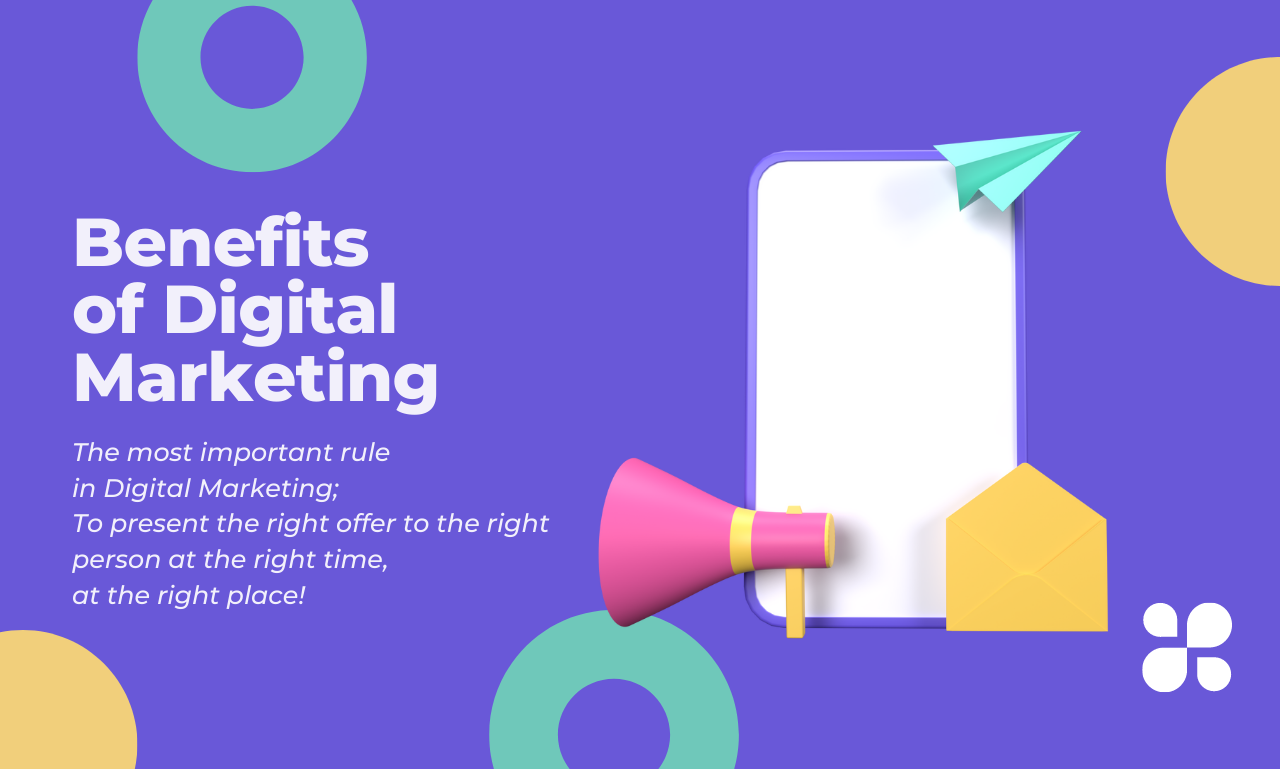 Benefits
of Digital
Marketing
The most important rule
in Digital Marketing;
To present the right offer to the right
person at the right time,
at the right place!